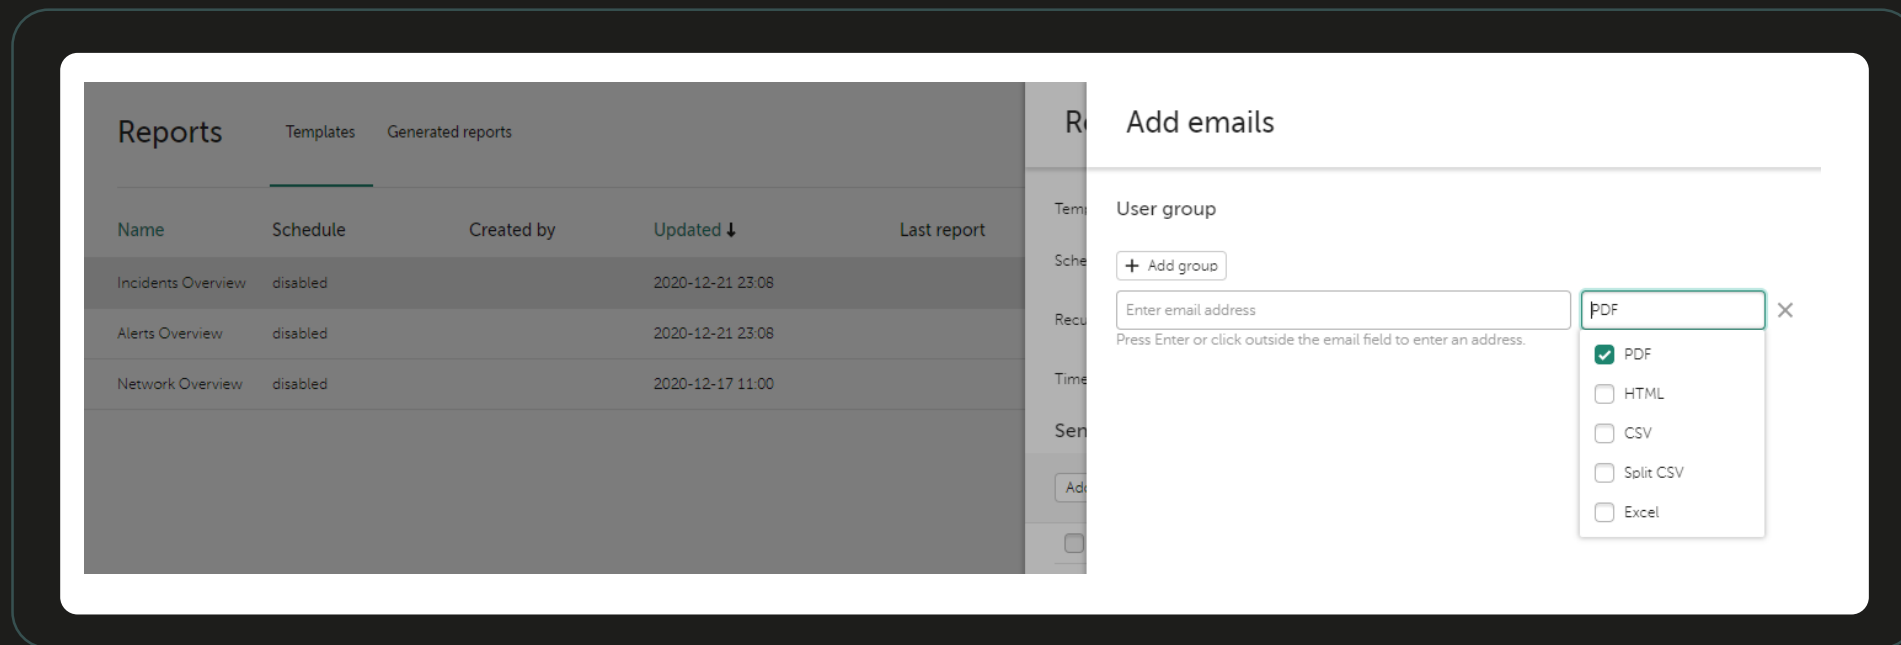 Reports Templates Generated reports
Name Schedule Created by Updated Last report
Incidents Overview disabled 2020-12-21 23:08
Alerts Overview disabled 2020-12-21 23:08
Network Overview disabled 2020-12-17 11:00
Add emails
User group
+ Add group
Enter email address PDF
Press Enter or click outside the email field to enter an address.
PDF
HTML
CSV
Split CSV
Excel